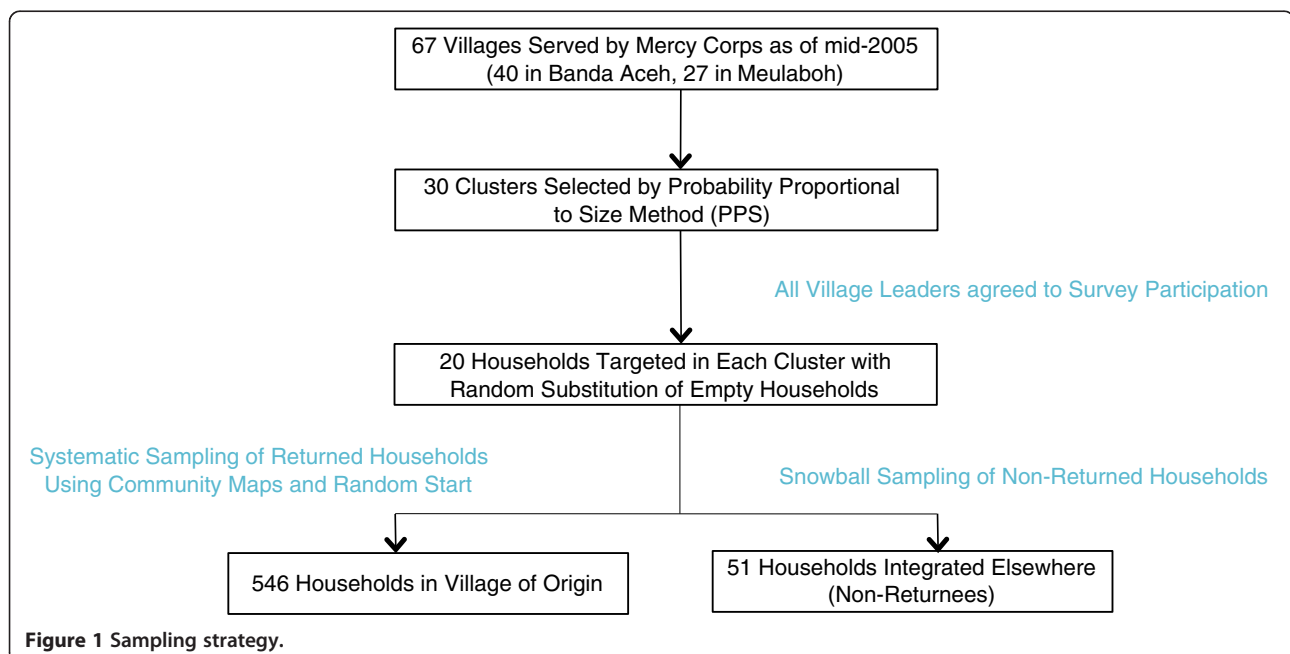 67 Villages Served by Mercy Corps as of mid-2005
(40 in Banda Aceh, 27 in Meulaboh)
30 Clusters Selected by Probability Proportional
to Size Method (PPS)
All Village Leaders agreed to Survey Participation
20 Households Targeted in Each Cluster with
Random Substitution of Empty Households
Systematic Sampling of Returned Households
Using Community Maps and Random Start
Snowball Sampling of Non-Returned Households
546 Households in Village of Origin
51 Households Integrated Elsewhere
(Non-Returnees)
Figure 1 Sampling strategy.